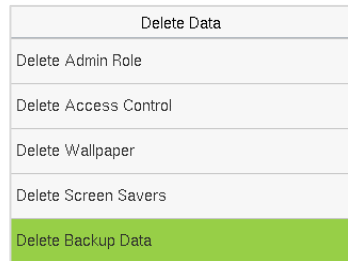 Delete Data
Delete Admin Role
Delete Access Control
Delete Wallpaper
Delete Screen Savers
Delete Backup Data